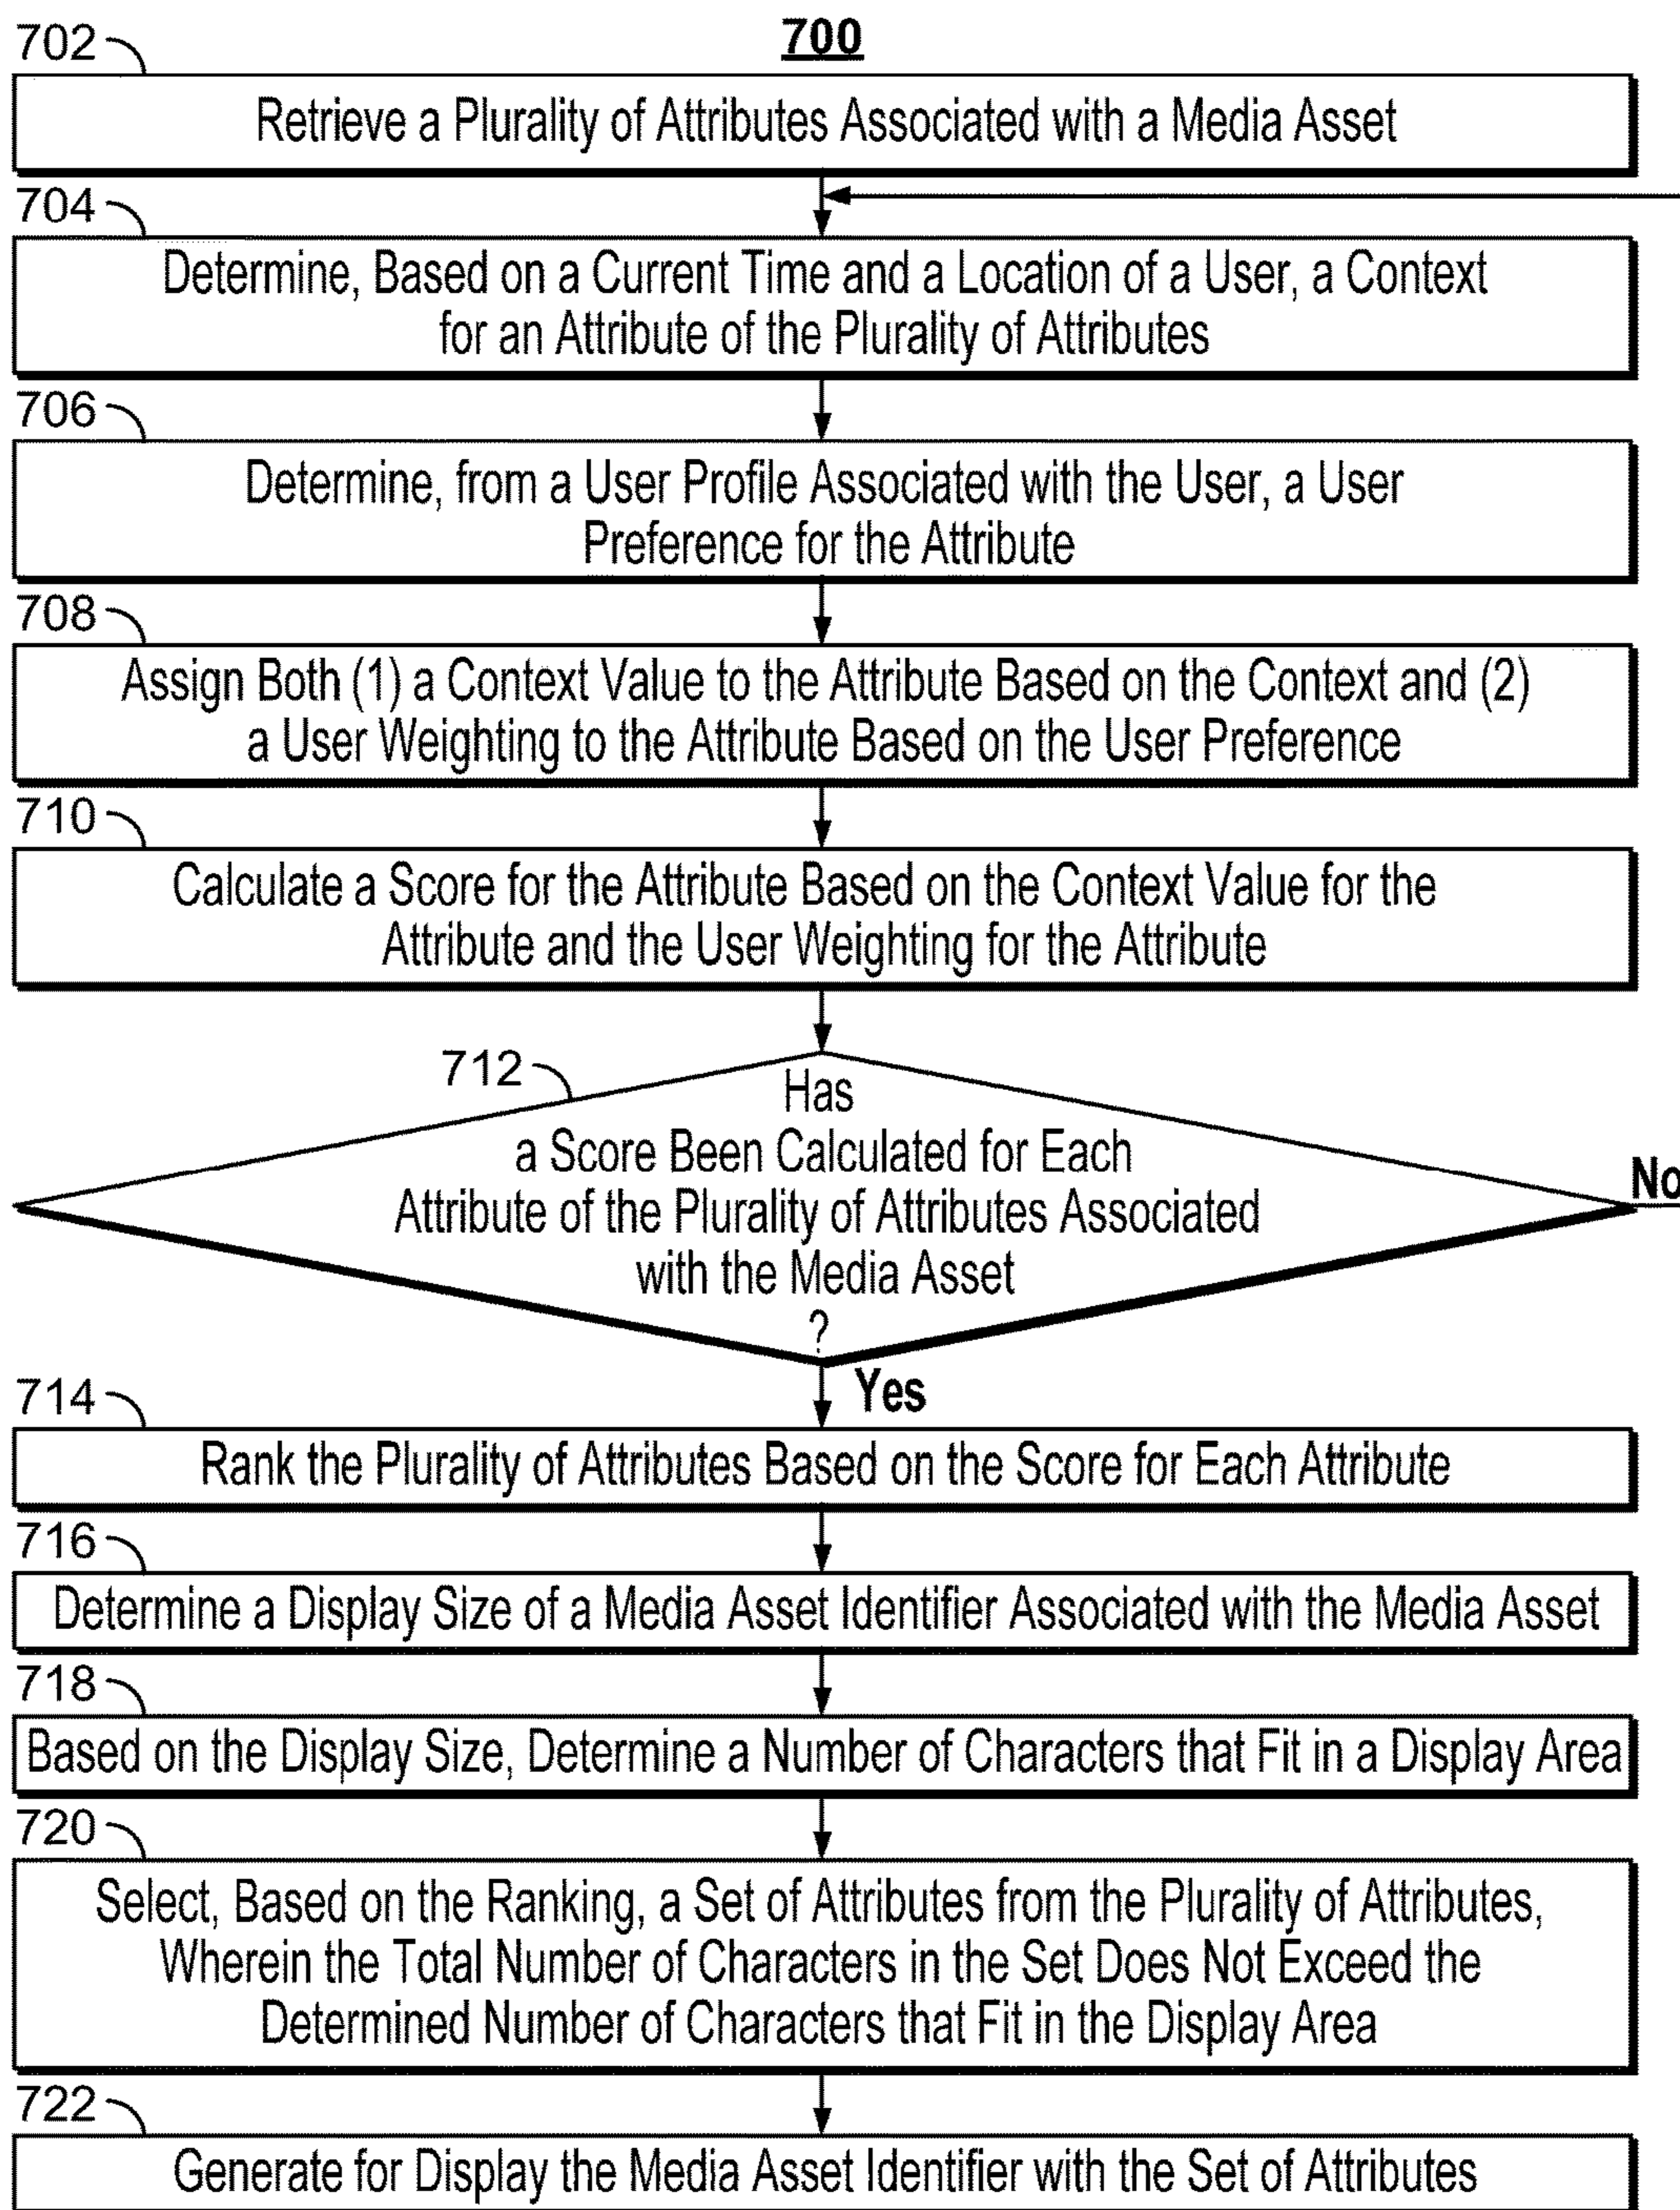 700
702
Retrieve a Plurality of Attributes Associated with a Media Asset
704
Determine, Based on a Current Time and a Location of a User, a Context
for an Attribute of the Plurality of Attributes
706
Determine, from a User Profile Associated with the User, a User
Preference for the Attribute
708
Assign Both (1) a Context Value to the Attribute Based on the Context and (2)
a User Weighting to the Attribute Based on the User Preference
710
Calculate a Score for the Attribute Based on the Context Value for the
Attribute and the User Weighting for the Attribute
712
Has
a Score Been Calculated for Each
Attribute of the Plurality of Attributes Associated
with the Media Asset
?
No
Yes
714
Rank the Plurality of Attributes Based on the Score for Each Attribute
716
Determine a Display Size of a Media Asset Identifier Associated with the Media Asset
718
Based on the Display Size, Determine a Number of Characters that Fit in a Display Area
720
Select, Based on the Ranking, a Set of Attributes from the Plurality of Attributes,
Wherein the Total Number of Characters in the Set Does Not Exceed the
Determined Number of Characters that Fit in the Display Area
722
Generate for Display the Media Asset Identifier with the Set of Attributes